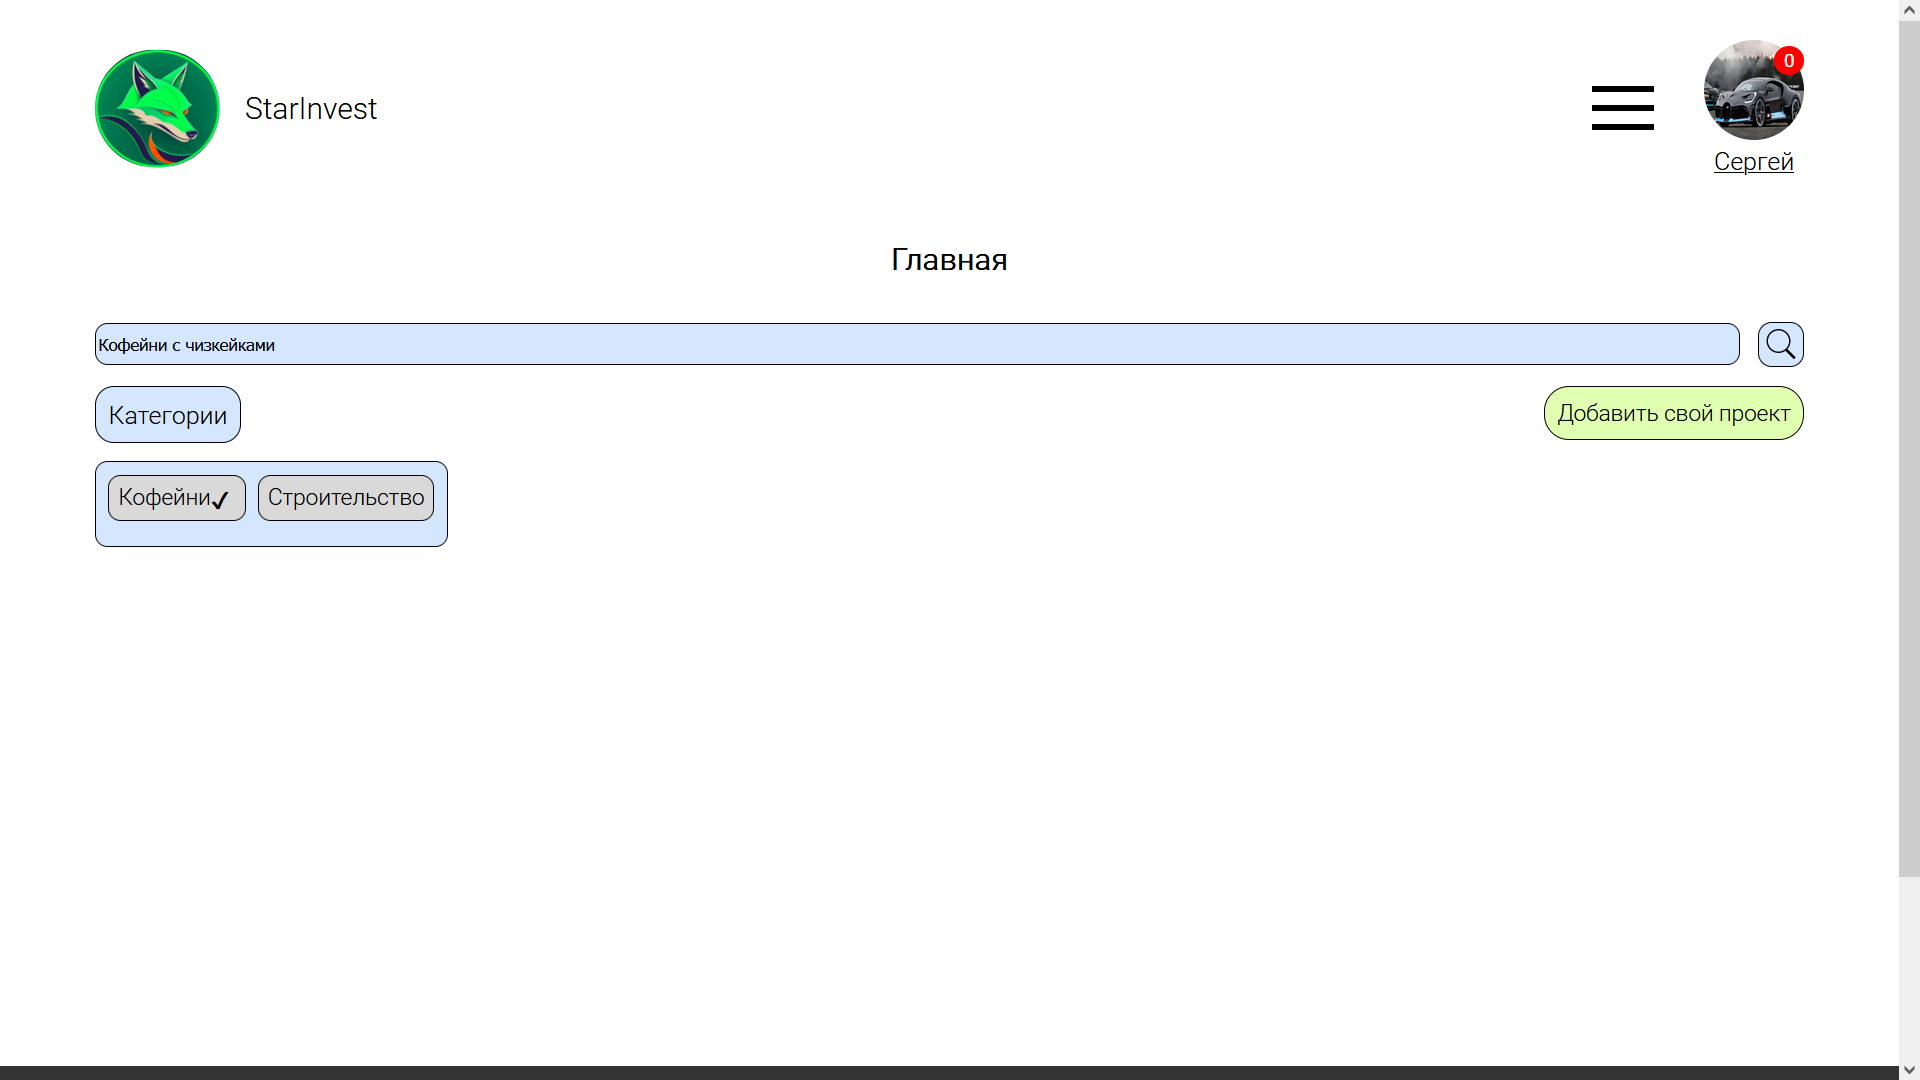 StarInvest
0
Сергей
Главная
Кофейни с чизкейками
Категории
Добавить свой проект
Кофейни✓ Строительство